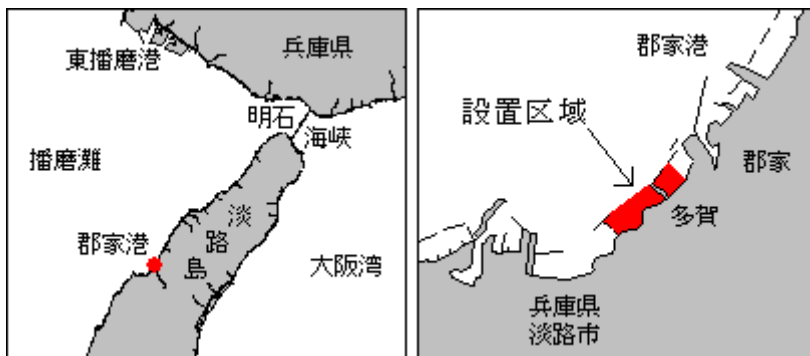 東播磨港
兵庫県
明石
海峡
播磨灘
淡路島
郡家港
大阪湾
郡家港
設置区域
郡家
多賀
兵庫県
淡路市